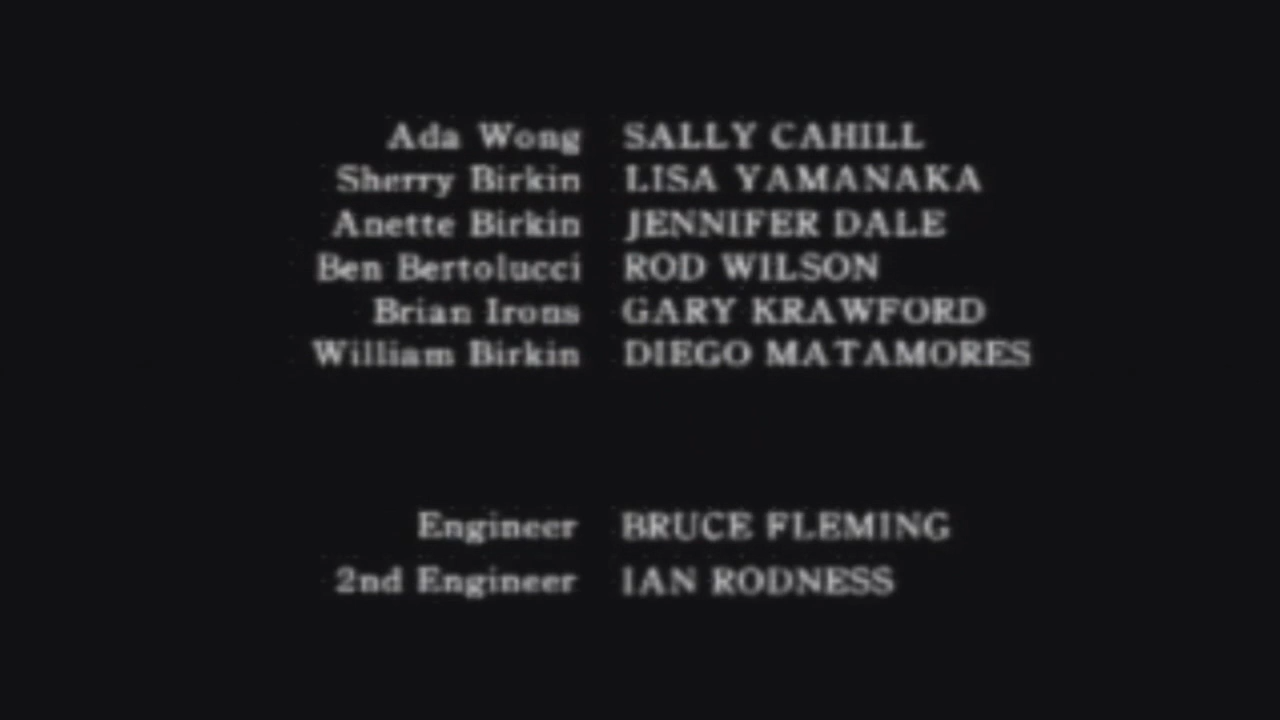 Ada Wong SALLY CAHILL
Sherry Birkin LISA YAMANAKA
Anette Birkin JENNIFER DALE
Ben Bertolucci ROD WILSON
Brian Irons GARY KRAWFORD
William Birkin DIEGO MATAMORES
Engineer BRUCE FLEMING
2nd Engineer IAN RODNESS